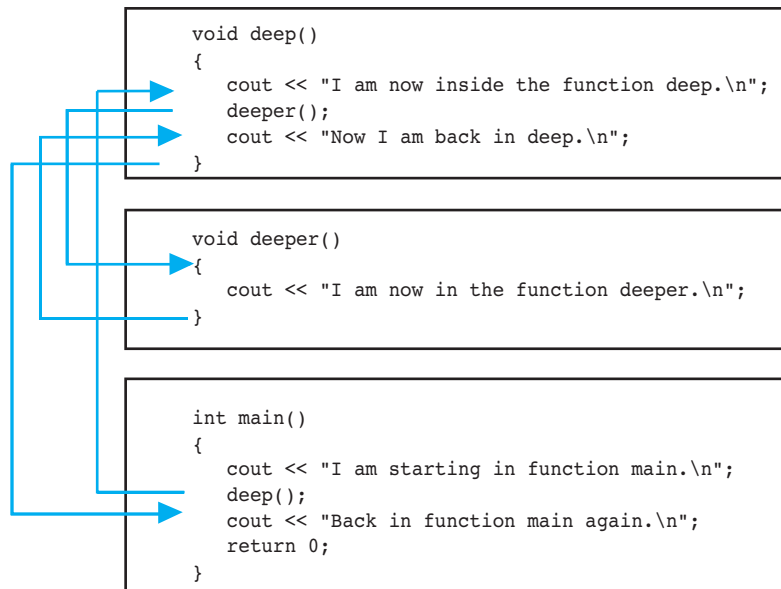 void deep()
{
cout << "I am now inside the function deep.\n";
deeper();
cout << "Now I am back in deep.\n";
}
void deeper()
{
cout << "I am now in the function deeper.\n";
}
int main()
{
cout << "I am starting in function main.\n";
deep();
cout << "Back in function main again.\n";
return 0;
}